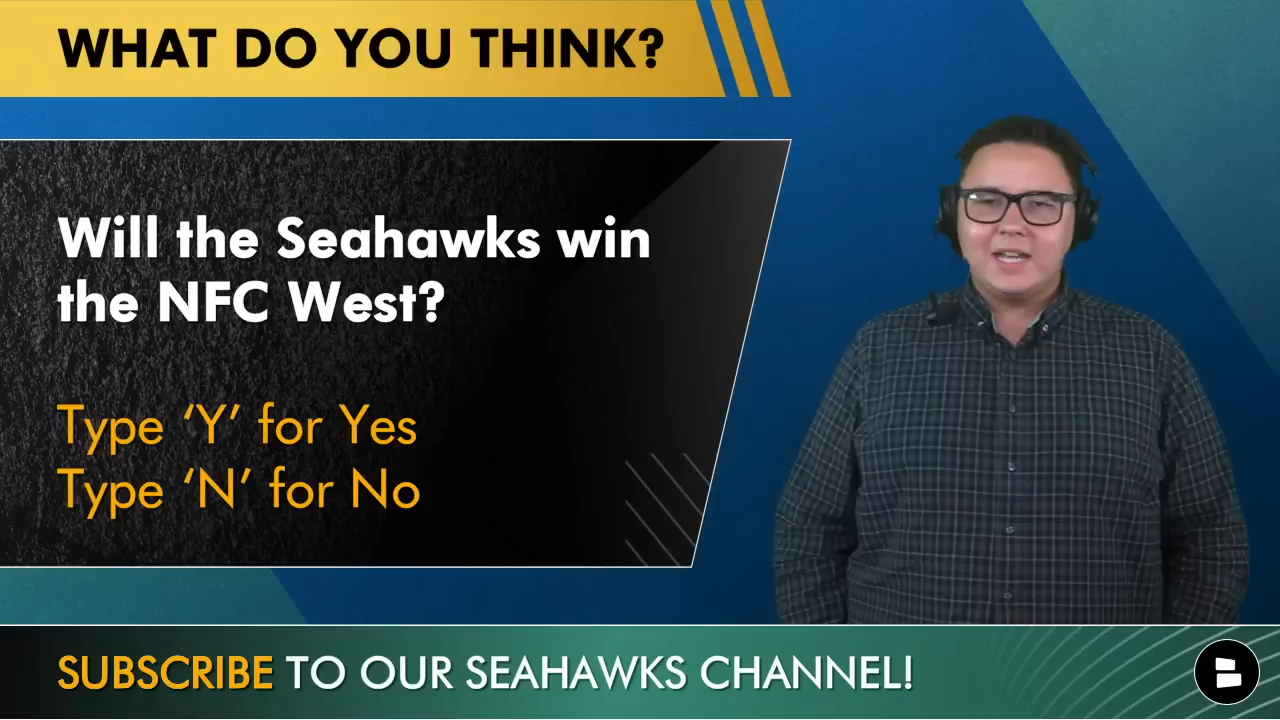 WHAT DO YOU THINK?
Will the Seahawks win
the NFC West?
Type ‘Y’ for Yes
Type ‘N’ for No
SUBSCRIBE TO OUR SEAHAWKS CHANNEL!